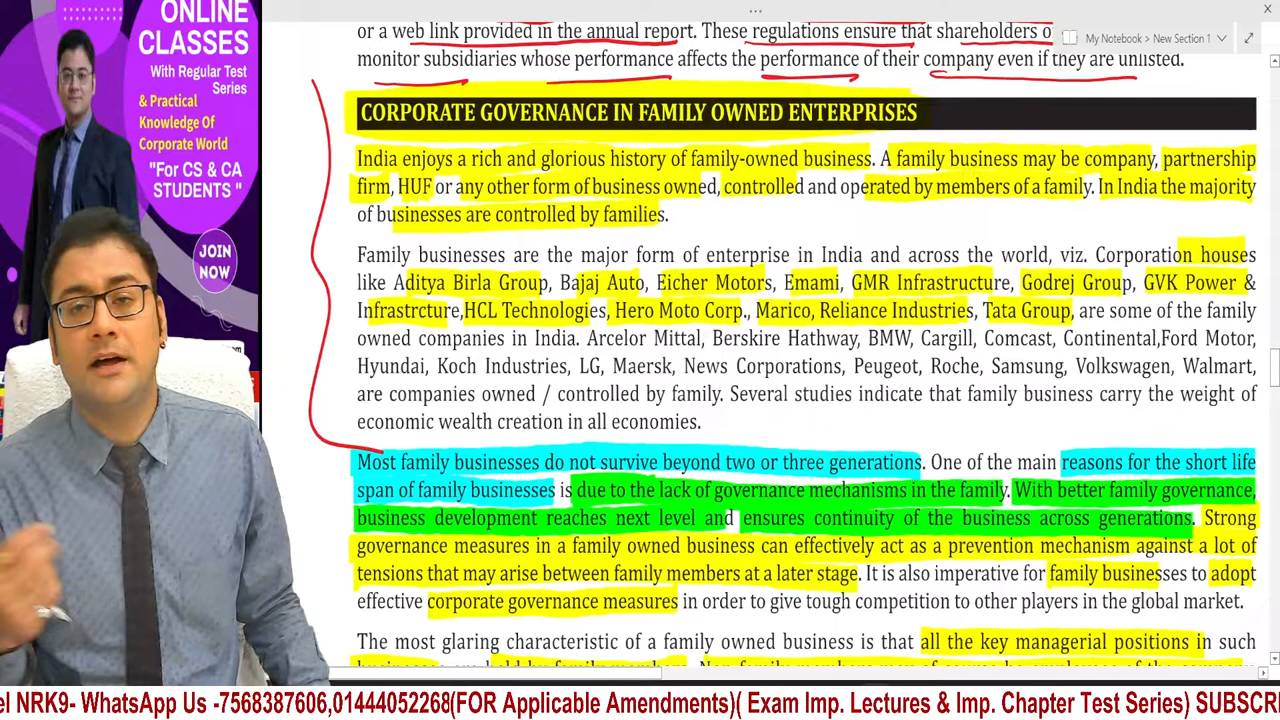 ONLINE
CLASSES
With Regular Test
Series
& Practical
Knowledge Of
Corporate World
"For CS & CA
STUDENTS "
JOIN
NOW
or a web link provided in the annual report. These regulations ensure that shareholders o
monitor subsidiaries whose performance affects the performance of their company even if they are unlisted.
My Notebook > New Section 1
CORPORATE GOVERNANCE IN FAMILY OWNED ENTERPRISES
India enjoys a rich and glorious history of family-owned business. A family business may be company, partnership
firm, HUF or any other form of business owned, controlled and operated by members of a family. In India the majority
of businesses are controlled by families.
Family businesses are the major form of enterprise in India and across the world, viz. Corporation houses
like Aditya Birla Group, Bajaj Auto, Eicher Motors, Emami, GMR Infrastructure, Godrej Group, GVK Power &
Infrastrcture,HCL Technologies, Hero Moto Corp., Marico, Reliance Industries, Tata Group, are some of the family
owned companies in India. Arcelor Mittal, Berskire Hathway, BMW, Cargill, Comcast, Continental,Ford Motor,
Hyundai, Koch Industries, LG, Maersk, News Corporations, Peugeot, Roche, Samsung, Volkswagen, Walmart,
are companies owned / controlled by family. Several studies indicate that family business carry the weight of
economic wealth creation in all economies.
Most family businesses do not survive beyond two or three generations. One of the main reasons for the short life
span of family businesses is due to the lack of governance mechanisms in the family. With better family governance,
business development reaches next level and ensures continuity of the business across generations. Strong
governance measures in a family owned business can effectively act as a prevention mechanism against a lot of
tensions that may arise between family members at a later stage. It is also imperative for family businesses to adopt
effective corporate governance measures in order to give tough competition to other players in the global market.
The most glaring characteristic of a family owned business is that all the key managerial positions in such
el NRK9- WhatsApp Us -7568387606,01444052268(FOR Applicable Amendments)( Exam Imp. Lectures & Imp. Chapter Test Series) SUBSCRI